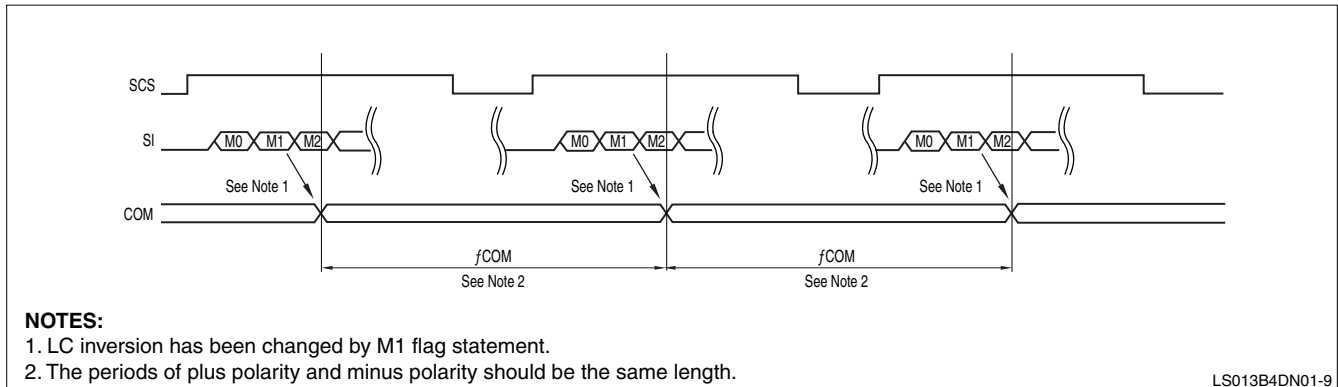 SCS
SI
M0 M1 M2 M0 M1 M2 M0 M1 M2
See Note 1 See Note 1 See Note 1
COM
ƒCOM ƒCOM
See Note 2 See Note 2
NOTES:
1. LC inversion has been changed by M1 flag statement.
2. The periods of plus polarity and minus polarity should be the same length.
LS013B4DN01-9